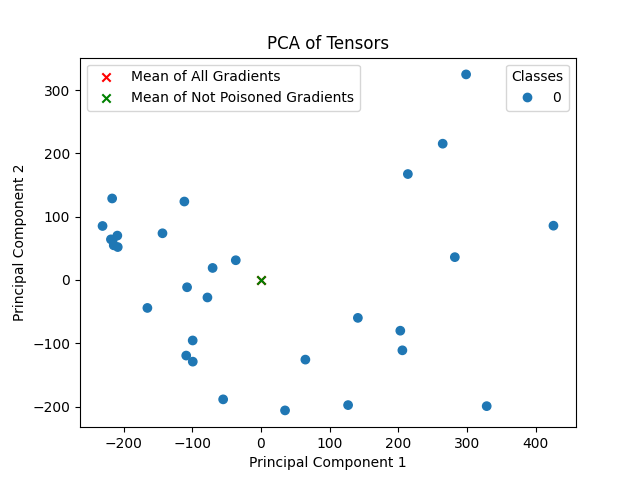 PCA of Tensors
Mean of All Gradients
Mean of Not Poisoned Gradients
Classes
0
300
200
100
0
−100
−200
Principal Component 2
−200 −100 0 100 200 300 400
Principal Component 1